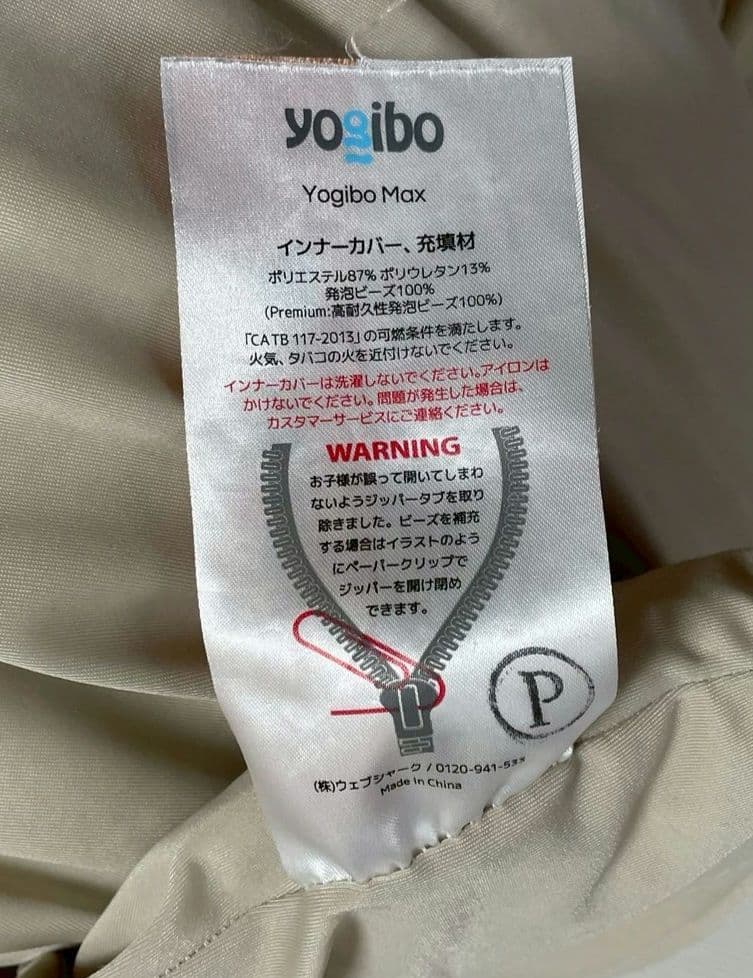 yogibo
Yogibo Max
インナーカバー、充填材
ポリエステル87% ポリウレタン13%
発泡ビーズ100%
(Premium:高耐久性発泡ビーズ100%)
「CA TB 117-2013」の可燃条件を満たします。
火気、タバコの火を近付けないでください。
インナーカバーは洗濯しないでください。アイロンは
かけないでください。問題が発生した場合は、
カスタマーサービスにご連絡ください。
WARNING
お子様が誤って開いてしまわ
ないようジッパータブを取り
除きました。ビーズを補充
する場合はイラストのよう
にペーパークリップで
ジッパーを開け閉め
できます。
P
(株)ウェブシャーク / 0120-941-
Made in China